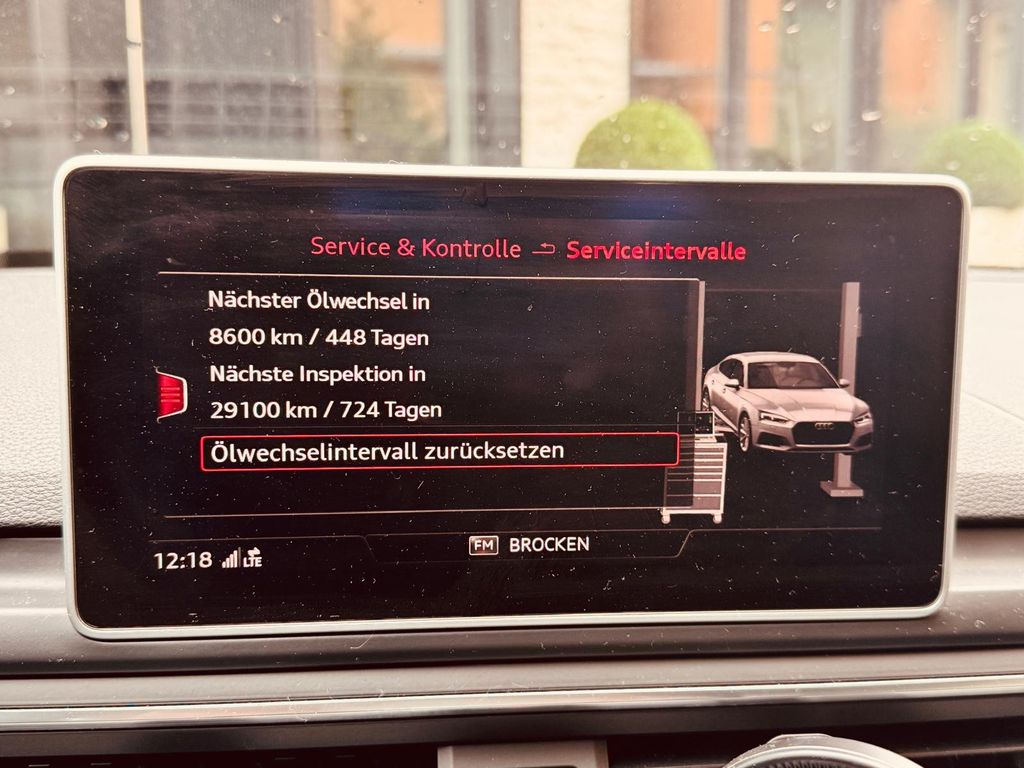 Service & Kontrolle Serviceintervalle
Nächster Ölwechsel in
8600 km / 448 Tagen
Nächste Inspektion in
29100 km / 724 Tagen
Ölwechselintervall zurücksetzen
FM BROCKEN
12:18 LTE